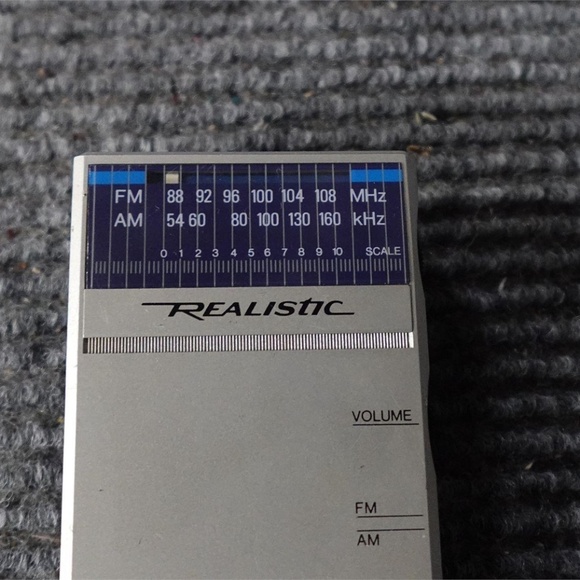 FM 88 92 96 100 104 108 MHz
AM 54 60 80 100 130 160 kHz
0 1 2 3 4 5 6 7 8 9 10 SCALE
REALISTIC
VOLUME
FM
AM